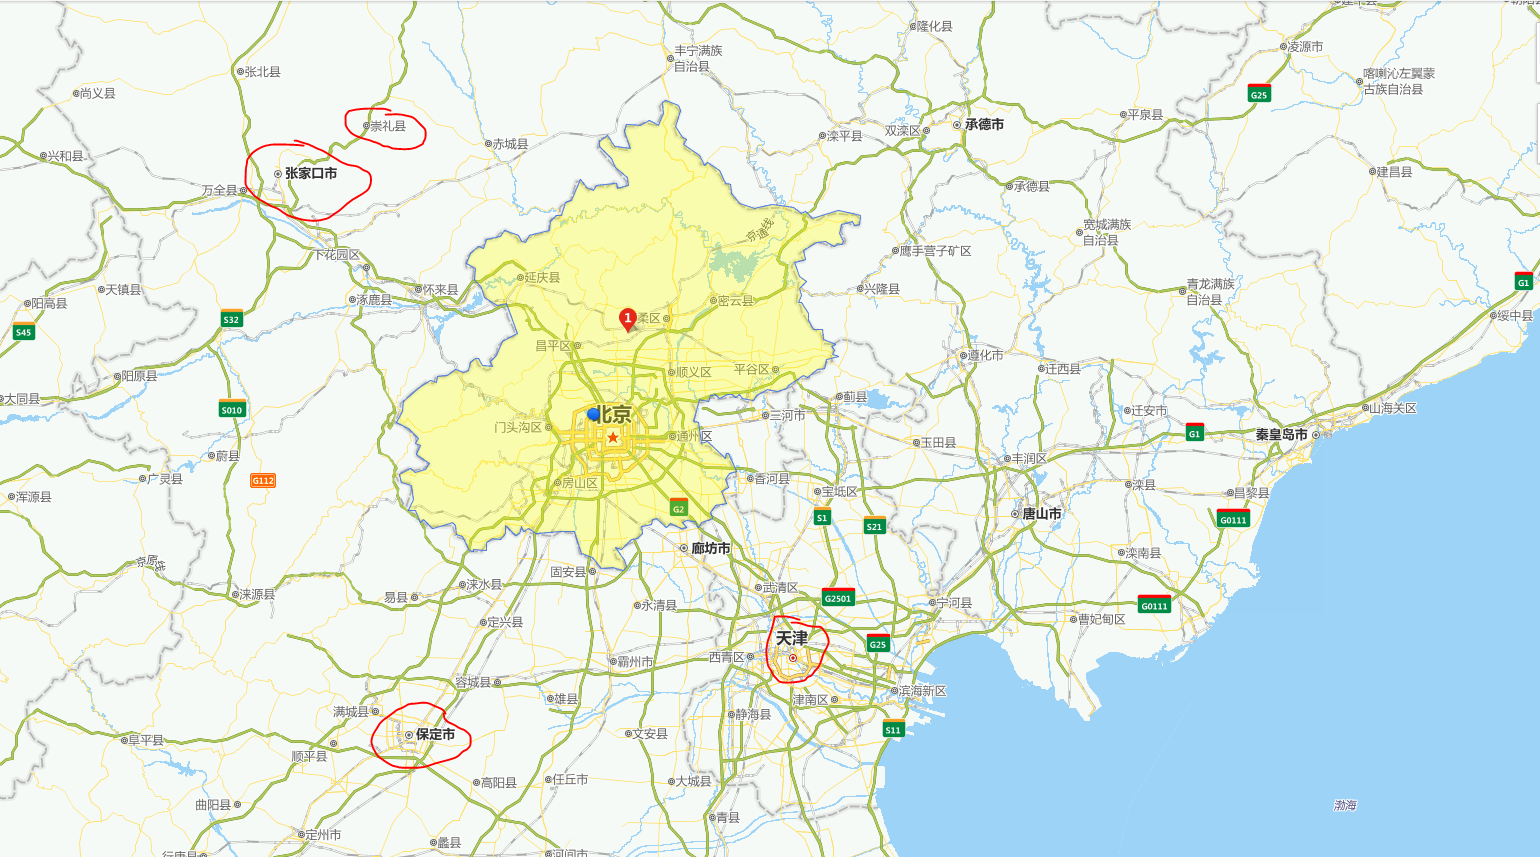 丰宁满族
自治县
隆化县
凌源市
朝阳县
喀喇沁左翼蒙
古族自治县
张北县
尚义县
G25
平泉县
崇礼县
承德市
双滦区
滦平县
赤城县
兴和县
张家口市
万全县
承德县
建昌县
宽城满族
自治县
京通线
鹰手营子矿区
下花园区
延庆县
怀来县
涿鹿县
天镇县
阳高县
密云县
兴隆县
青龙满族
自治县
G1
绥中县
S32
S45
1
柔区
昌平区
遵化市
迁西县
顺义区
平谷区
阳原县
大同县
S010
蓟县
三河市
迁安市
山海关区
北京
门头沟区
通州区
G1
秦皇岛市
玉田县
蔚县
丰润区
广灵县
G112
房山区
香河县
宝坻区
滦县
昌黎县
浑源县
G2
S1
S21
唐山市
G0111
廊坊市
滦南县
京原线
固安县
涞水县
涞源县
易县
武清区
G2501
宁河县
G0111
永清县
曹妃甸区
定兴县
天津
G25
霸州市
西青区
容城县
雄县
津南区
滨海新区
满城县
静海县
保定市
文安县
S11
阜平县
顺平县
高阳县
任丘市
大城县
曲阳县
渤海
青县
定州市
蠡县
河间市
行唐县